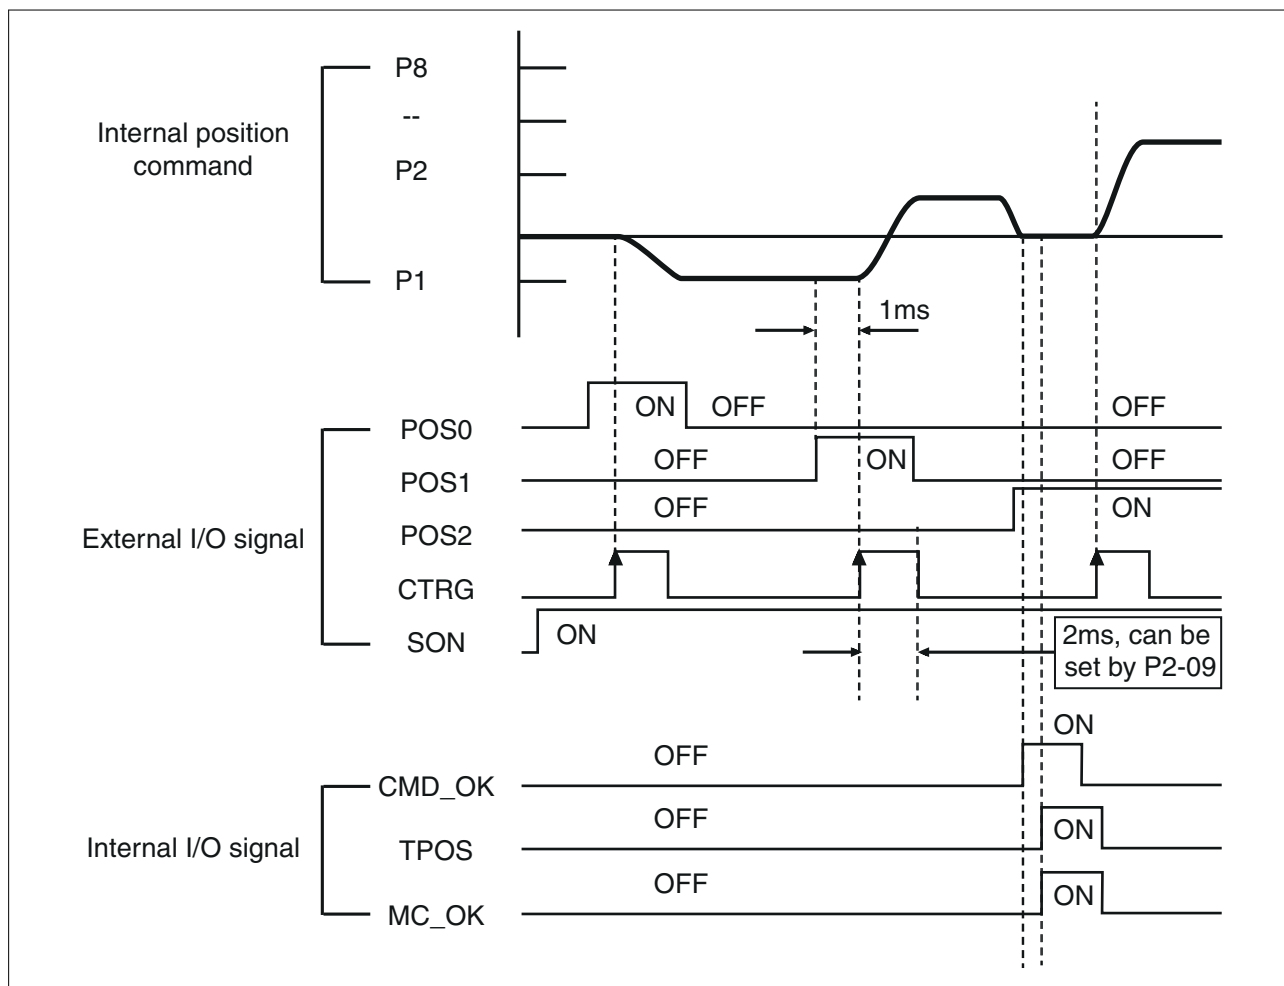 P8
Internal position
command
--
P2
P1
1ms
ON OFF OFF
POS0
OFF ON OFF
POS1
OFF ON
POS2
External I/O signal
CTRG
ON
SON
2ms, can be
set by P2-09
ON
OFF
CMD_OK
OFF ON
Internal I/O signal
TPOS
OFF ON
MC_OK